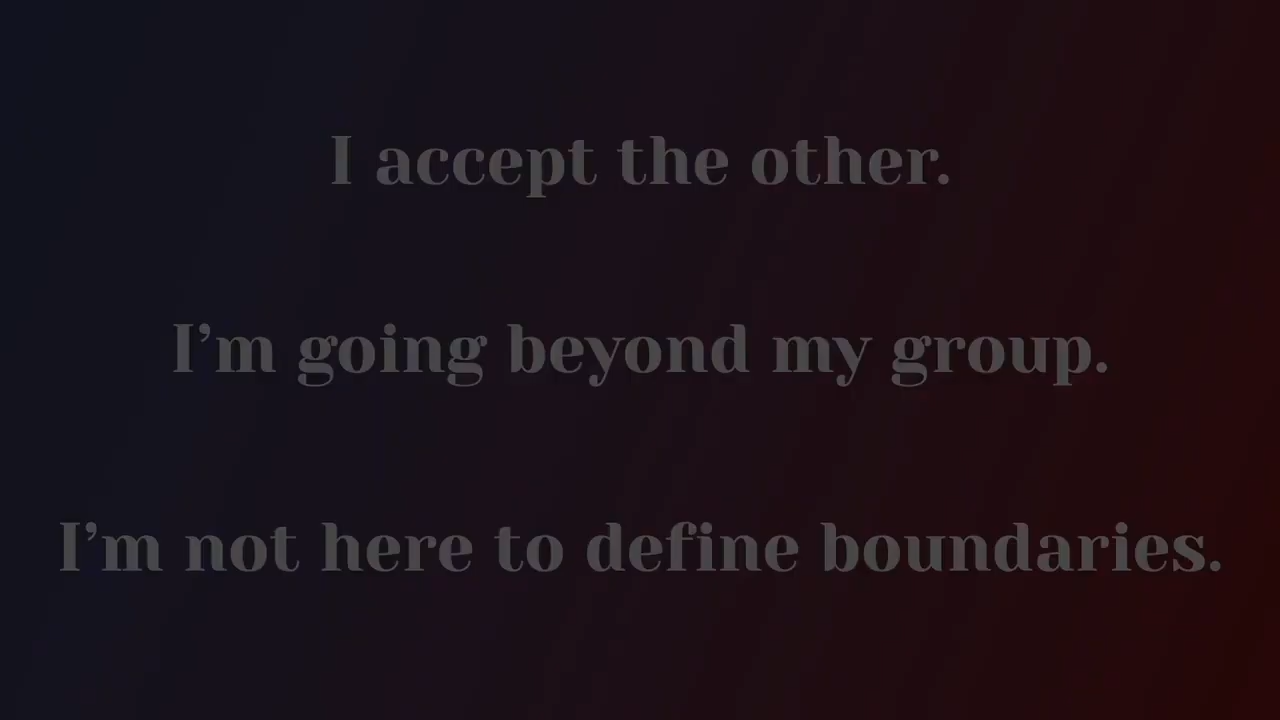 I accept the other.
I’m going beyond my group.
I’m not here to define boundaries.